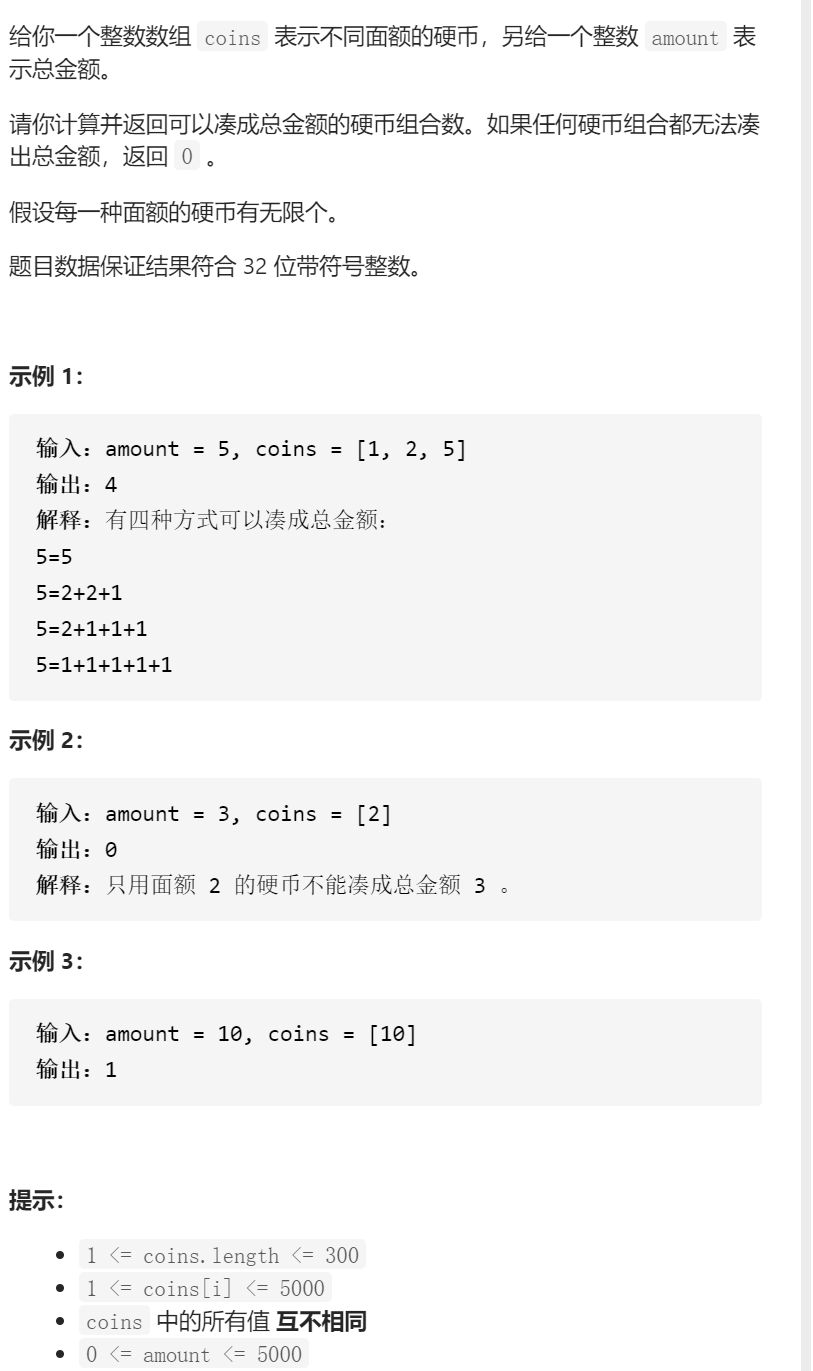 给你一个整数数组 coins 表示不同面额的硬币，另给一个整数 amount 表
示总金额。
请你计算并返回可以凑成总金额的硬币组合数。如果任何硬币组合都无法凑
出总金额，返回 0 。
假设每一种面额的硬币有无限个。
题目数据保证结果符合 32 位带符号整数。
示例 1：
输入：amount = 5, coins = [1, 2, 5]
输出：4
解释：有四种方式可以凑成总金额：
5=5
5=2+2+1
5=2+1+1+1
5=1+1+1+1+1
示例 2：
输入：amount = 3, coins = [2]
输出：0
解释：只用面额 2 的硬币不能凑成总金额 3 。
示例 3：
输入：amount = 10, coins = [10]
输出：1
提示：
• 1 <= coins.length <= 300
• 1 <= coins[i] <= 5000
• coins 中的所有值 互不相同
• 0 <= amount <= 5000